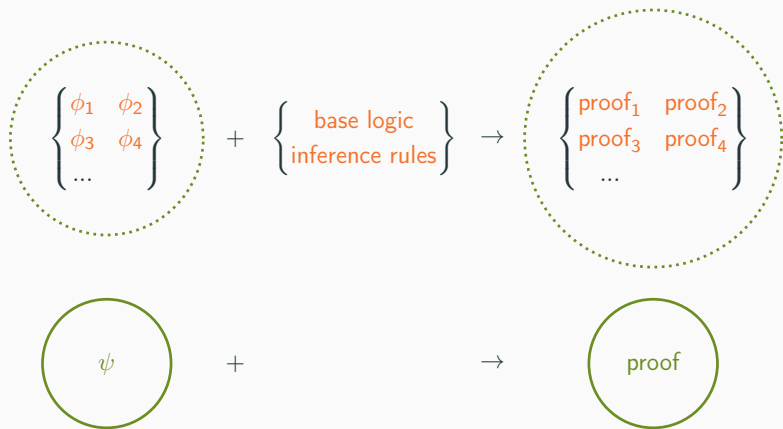 ϕ₁ ϕ₂
ϕ₃ ϕ₄
...
+
base logic
inference rules
→
proof₁ proof₂
proof₃ proof₄
...
ψ + → proof